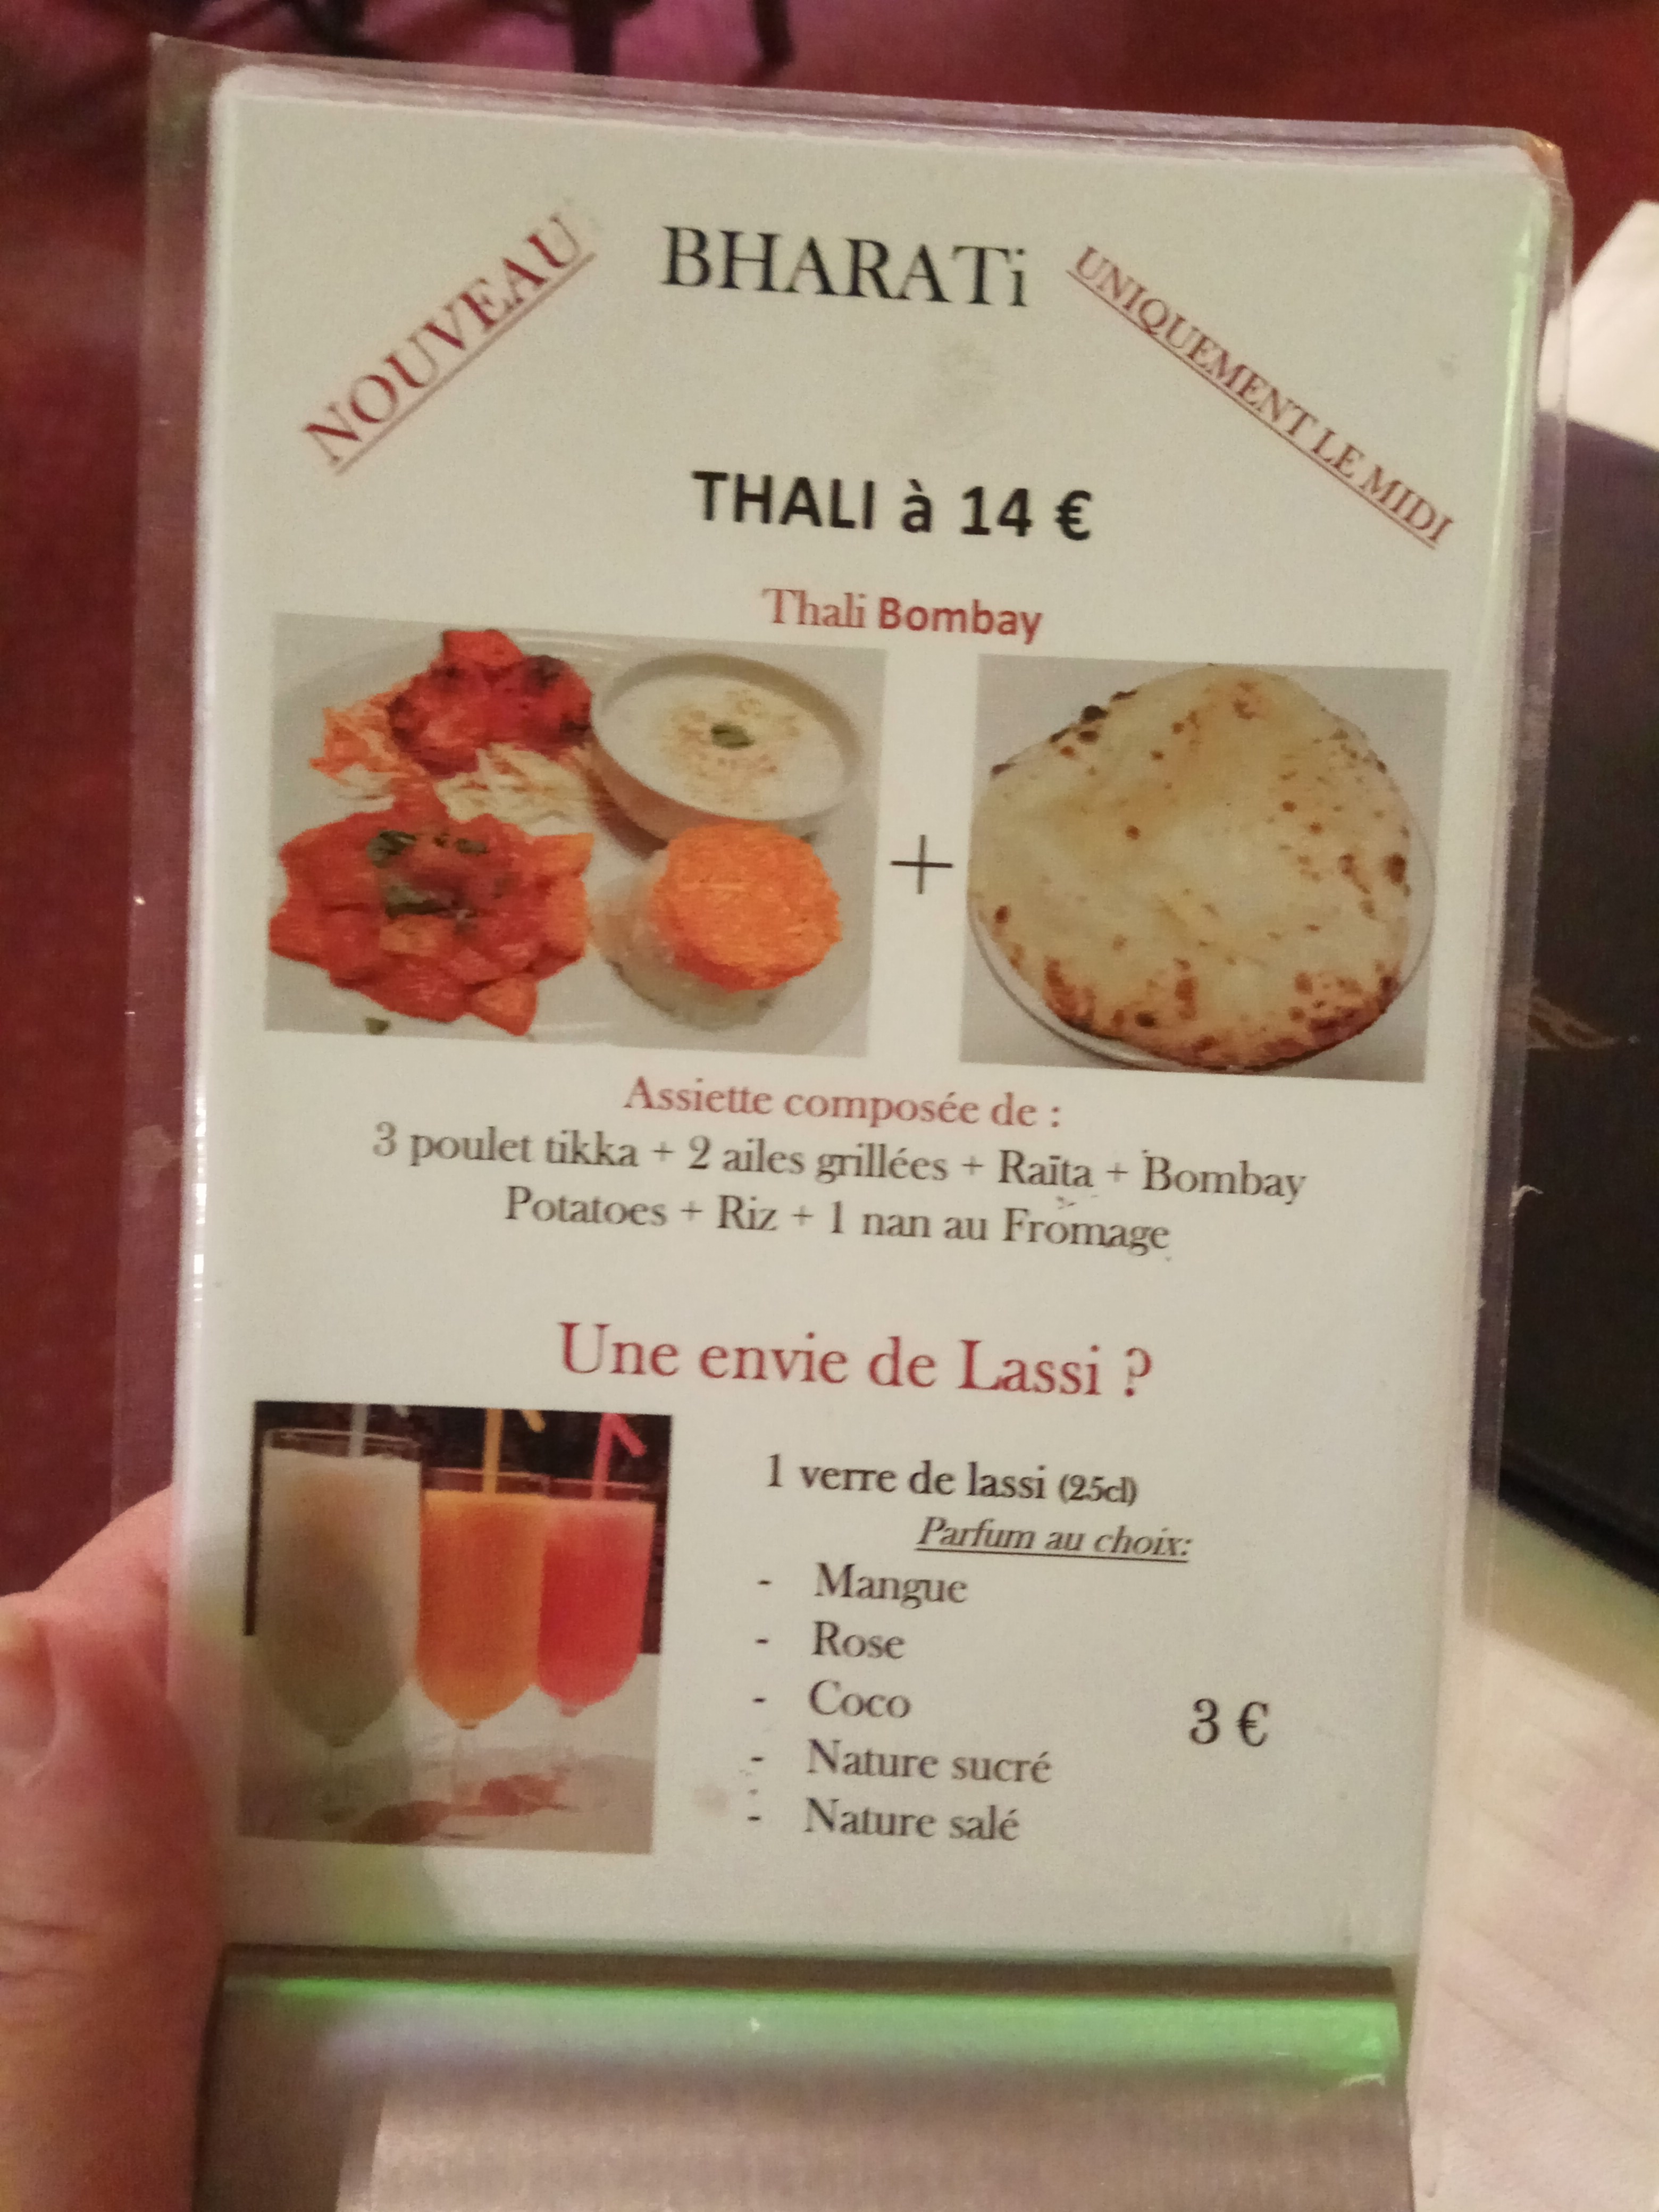 NOUVEAU
BHARATi
UNIQUEMENT LE MIDI
THALI à 14 €
Thali Bombay
+
Assiette composée de :
3 poulet tikka + 2 ailes grillées + Raïta + Bombay
Potatoes + Riz + 1 nan au Fromage
Une envie de Lassi ?
1 verre de lassi (25cl)
Parfum au choix:
- Mangue
- Rose
- Coco
3 €
- Nature sucré
- Nature salé